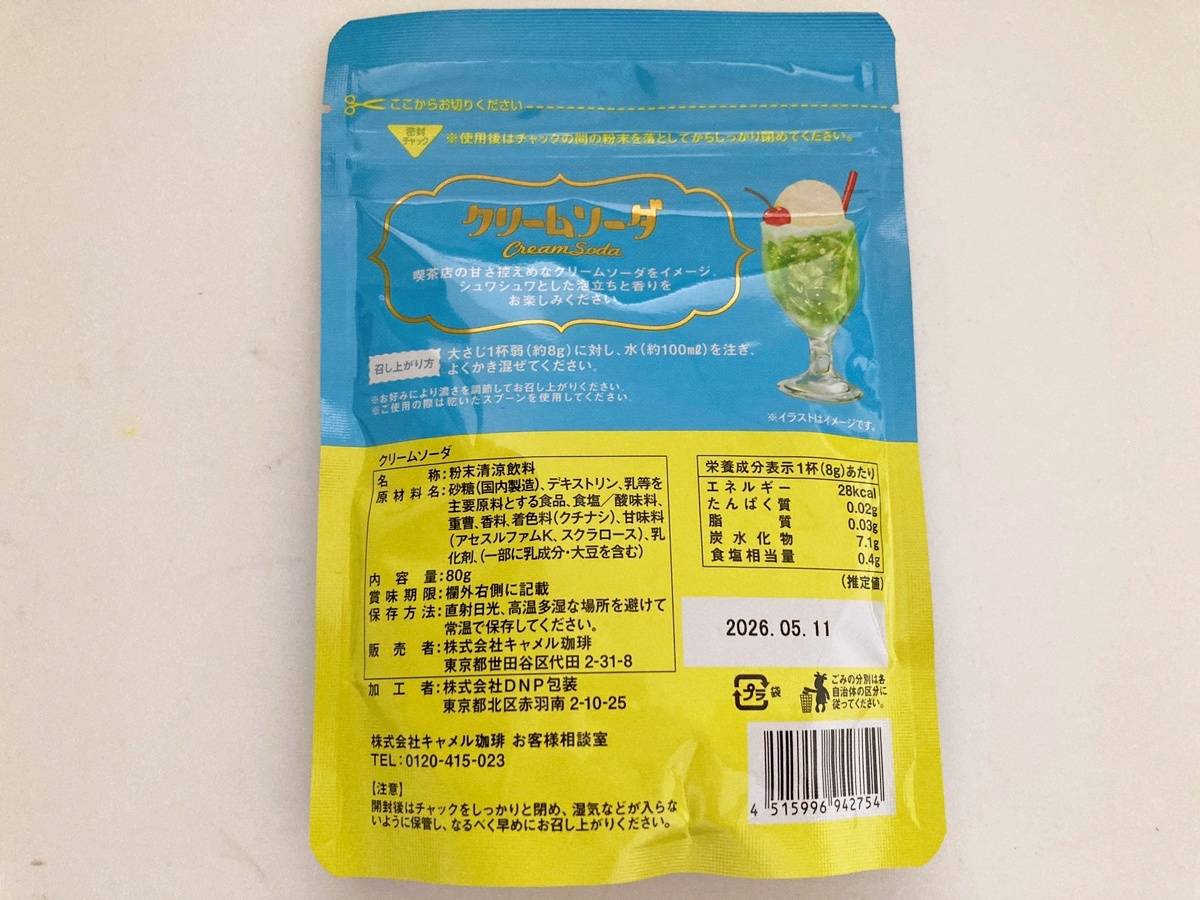 ここからお切りください
密封
チャック
※使用後はチャックの間の粉末を落としてからしっかり閉めてください。
クリームソーダ
Cream Soda
喫茶店の甘さ控えめなクリームソーダをイメージ。
シュワシュワとした泡立ちと香りを
お楽しみください。
召し上がり方
大さじ1杯弱(約8g)に対し、水(約100㎖)を注ぎ、
よくかき混ぜてください。
※お好みにより濃さを調節してお召し上がりください。
※ご使用の際は乾いたスプーンを使用してください。
※イラストはイメージです。
クリームソーダ
名称:粉末清涼飲料
原材料名:砂糖(国内製造)、デキストリン、乳等を
主要原料とする食品、食塩/酸味料、
重曹、香料、着色料(クチナシ)、甘味料
(アセスルファムK、スクラロース)、乳
化剤、(一部に乳成分・大豆を含む)
内容量:80g
賞味期限:欄外右側に記載
保存方法:直射日光、高温多湿な場所を避けて
常温で保存してください。
販売者:株式会社キャメル珈琲
東京都世田谷区代田 2-31-8
加工者:株式会社DNP包装
東京都北区赤羽南 2-10-25
栄養成分表示 1杯(8g)あたり
エネルギー 28kcal
たんぱく質 0.02g
脂質 0.03g
炭水化物 7.1g
食塩相当量 0.4g
(推定値)
2026.05.11
プラ
袋
ごみの分別は各
自治体の区分に
従ってください。
株式会社キャメル珈琲 お客様相談室
TEL:0120-415-023
【注意】
開封後はチャックをしっかりと閉め、湿気などが入らな
いように保管し、なるべく早めにお召し上がりください。
4 515996 942754